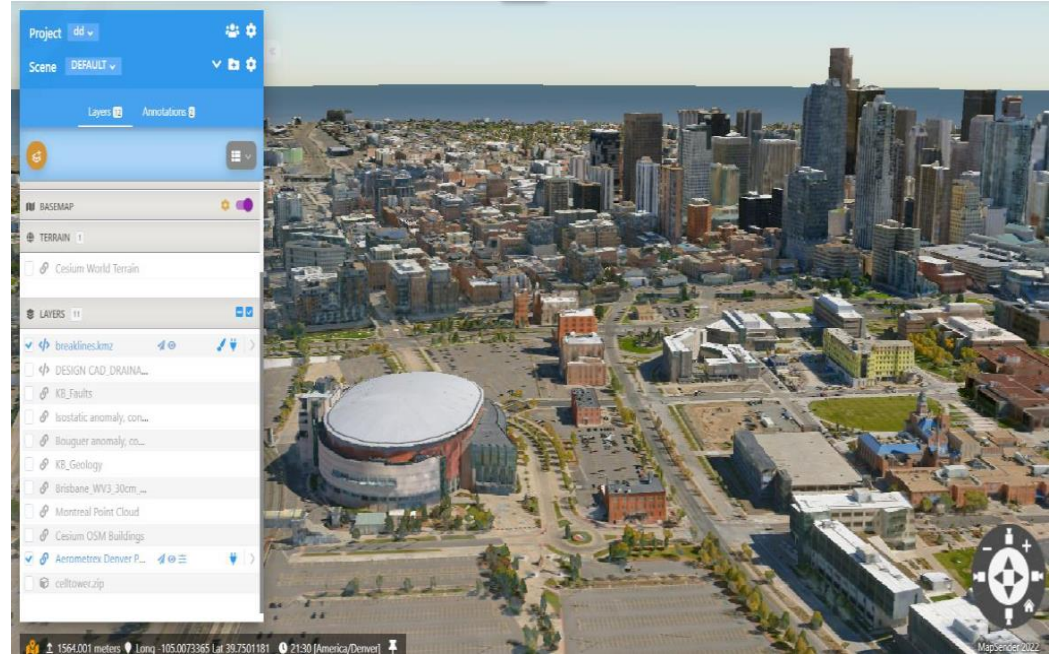 Project dd
Scene DEFAULT
Layers 12 Annotations 2
BASEMAP
TERRAIN 1
Cesium World Terrain
LAYERS 11
breaklines.kmz
DESIGN CAD_DRAINA...
KB_Faults
Isostatic anomaly, con...
Bouguer anomaly, co...
KB_Geology
Brisbane_WV3_30cm_...
Montreal Point Cloud
Cesium OSM Buildings
Aerometrex Denver P...
celltower.zip
1564.001 meters Long -105.0073365 Lat 39.7501181 21:30 [America/Denver]
MapSender 2022